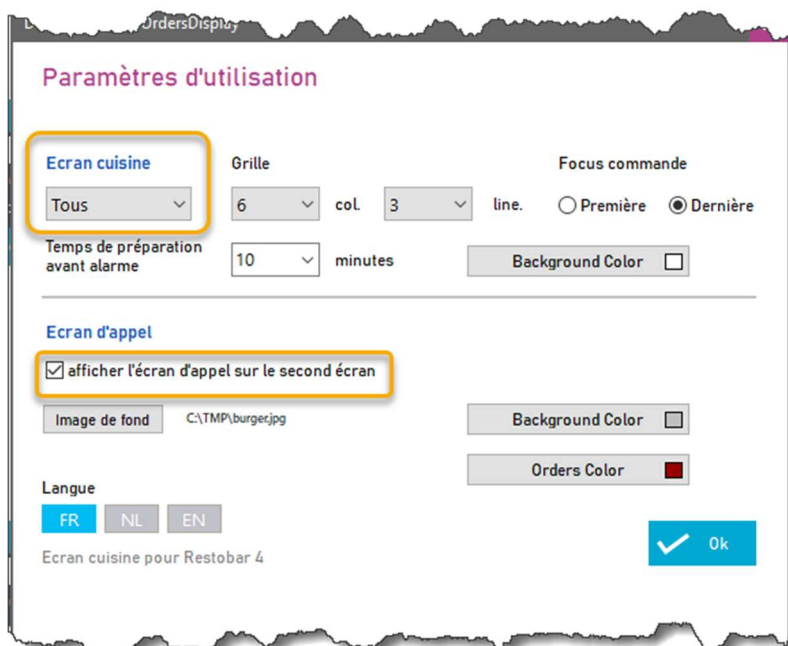 OrdersDisplay
Paramètres d'utilisation
Ecran cuisine Grille Focus commande
Tous 6 col. 3 line. Première Dernière
Temps de préparation
avant alarme 10 minutes Background Color
Ecran d'appel
afficher l'écran d'appel sur le second écran
Image de fond C:\TMP\burger.jpg Background Color
Orders Color
Langue
FR NL EN
Ok
Ecran cuisine pour Restobar 4